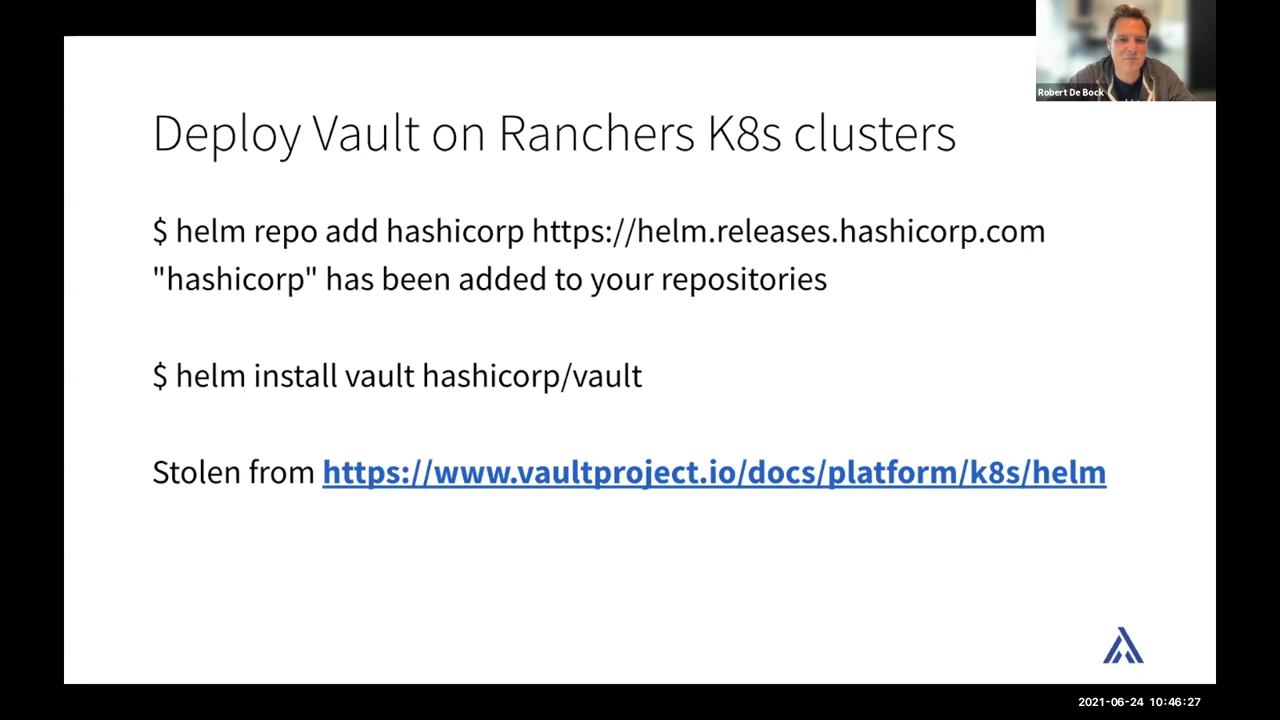 Robert De Bock
Deploy Vault on Ranchers K8s clusters
$ helm repo add hashicorp https://helm.releases.hashicorp.com
"hashicorp" has been added to your repositories
$ helm install vault hashicorp/vault
Stolen from https://www.vaultproject.io/docs/platform/k8s/helm
2021-06-24 10:46:27